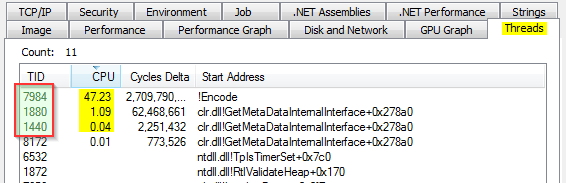 TCP/IP Security Environment Job .NET Assemblies .NET Performance Strings
Image Performance Performance Graph Disk and Network GPU Graph Threads
Count: 11
TID CPU Cycles Delta Start Address
7984 47.23 2,709,790,... !Encode
1880 1.09 62,468,661 clr.dll!GetMetaDataInternalInterface+0x278a0
1440 0.04 2,251,432 clr.dll!GetMetaDataInternalInterface+0x278a0
8172 0.01 773,526 clr.dll!GetMetaDataInternalInterface+0x278a0
6532 ntdll.dll!TpIsTimerSet+0x7c0
1872 ntdll.dll!RtlValidateHeap+0x170